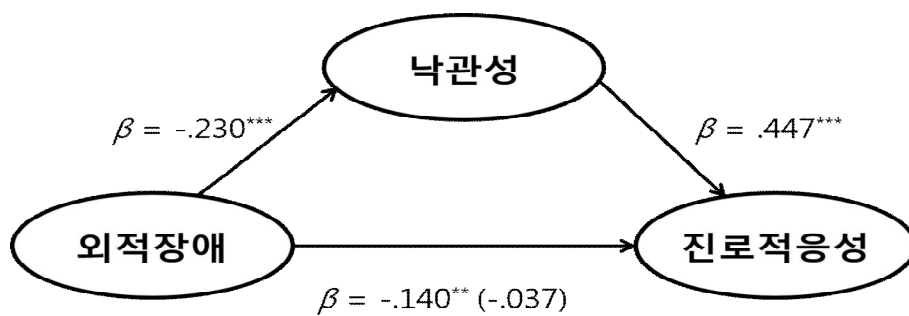 낙관성
β = -.230***
β = .447***
외적장애
진로적응성
β = -.140** (-.037)